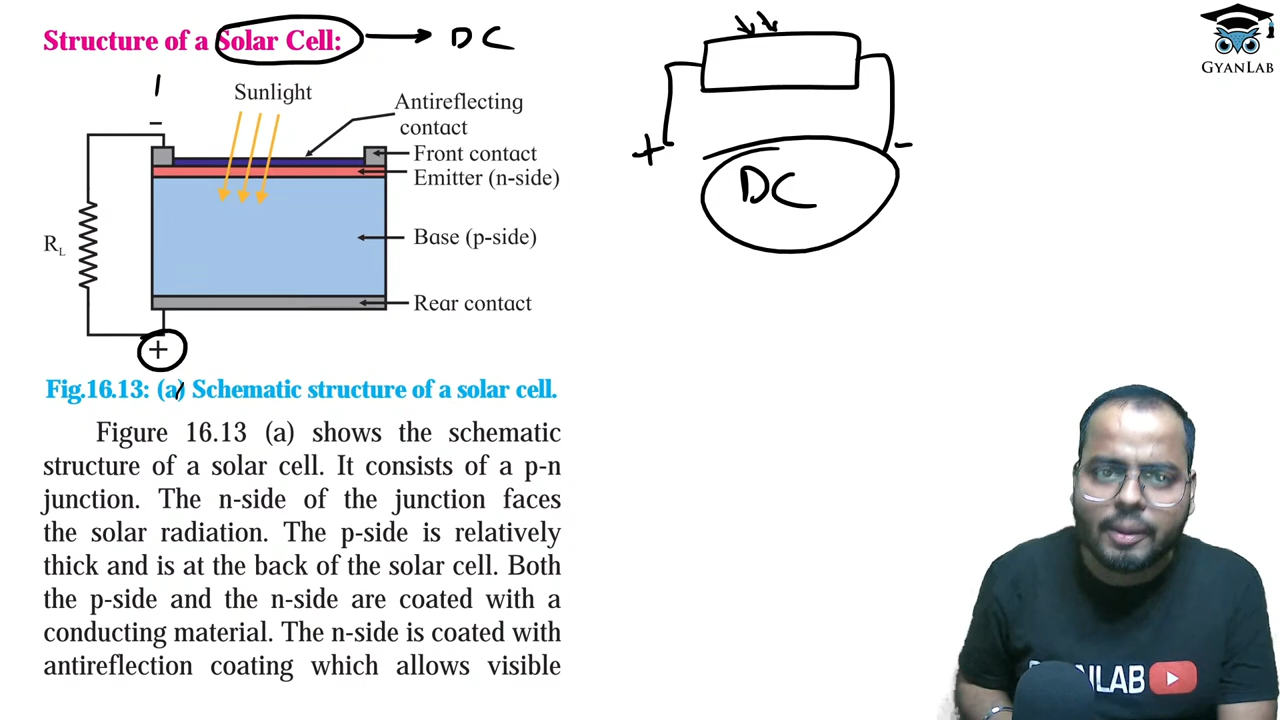 Structure of a Solar Cell: DC
Sunlight
Antireflecting
contact
Front contact
Emitter (n-side)
Base (p-side)
Rear contact
RL
−
+
Fig.16.13: (a) Schematic structure of a solar cell.
Figure 16.13 (a) shows the schematic
structure of a solar cell. It consists of a p-n
junction. The n-side of the junction faces
the solar radiation. The p-side is relatively
thick and is at the back of the solar cell. Both
the p-side and the n-side are coated with a
conducting material. The n-side is coated with
antireflection coating which allows visible
+ −
DC
GYANLAB